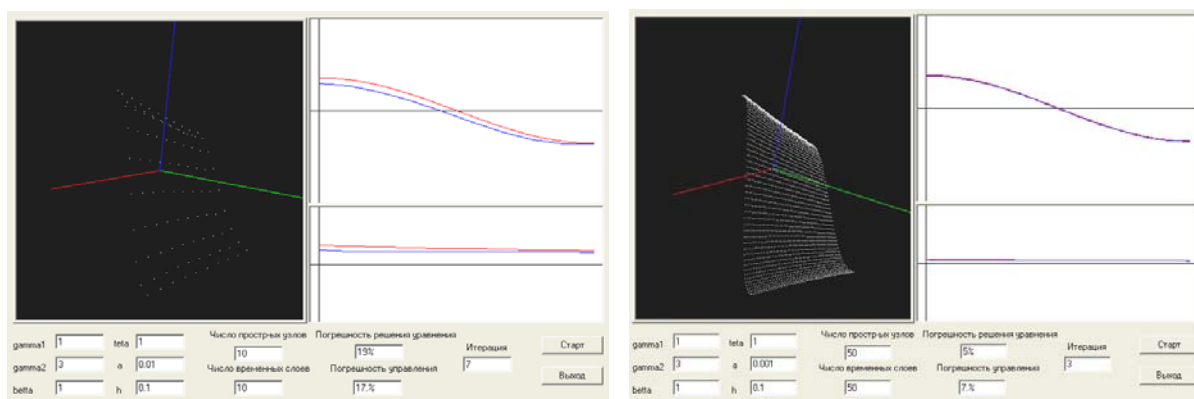 gamma1 1 teta 1 Число простр-ых узлов Погрешность решения уравнения
10 19% Итерация Старт
gamma2 3 a 0.01 Число временных слоев Погрешность управления 7
betta 1 h 0.1 10 17.% Выход
gamma1 1 teta 1 Число простр-ых узлов Погрешность решения уравнения
50 5% Итерация Старт
gamma2 3 a 0.001 Число временных слоев Погрешность управления 3
betta 1 h 0.1 50 7.% Выход